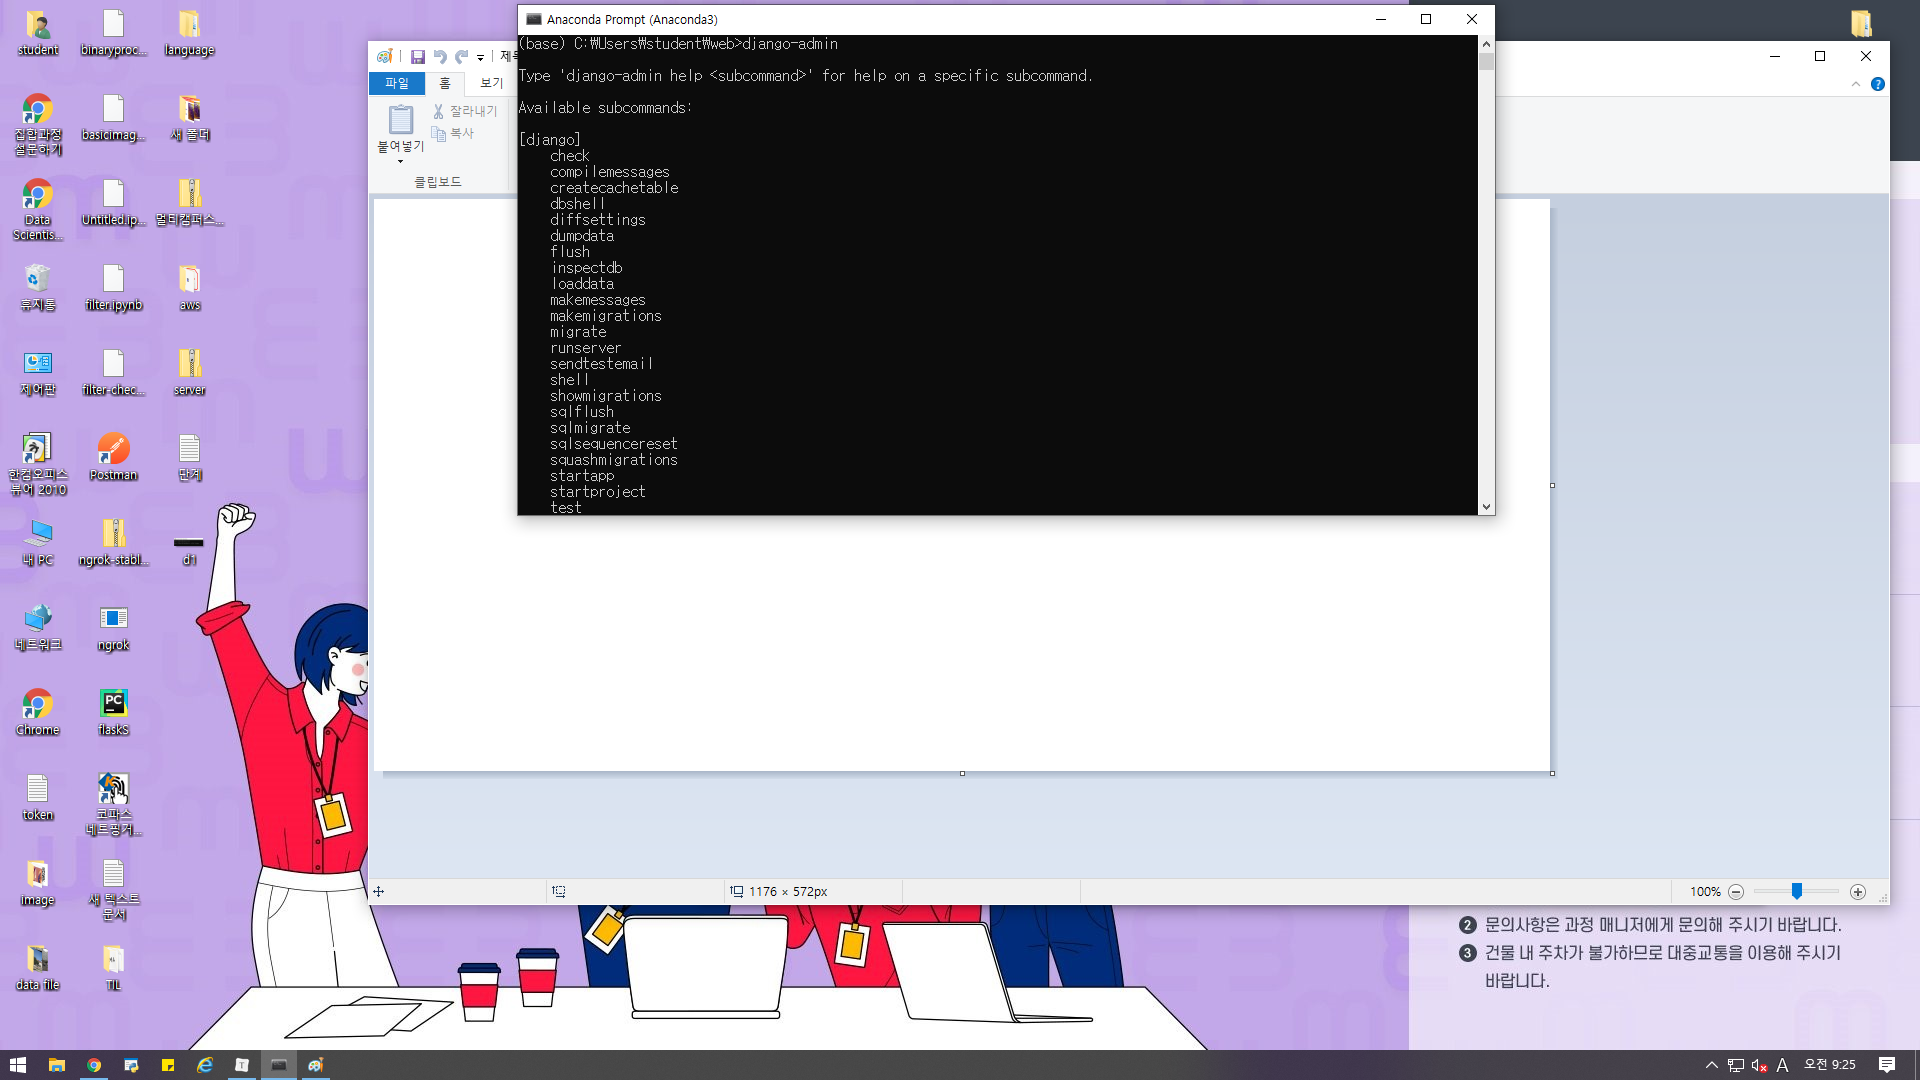 student
binaryproc...
language
집합과정
설문하기
basicimag...
새 폴더
Data
Scientis...
Untitled.ip...
멀티캠퍼스...
휴지통
filter.ipynb
aws
제어판
filter-chec...
server
한컴오피스
뷰어 2010
Postman
단계
내 PC
ngrok-stabl...
d1
네트워크
ngrok
Chrome
flaskS
token
코파스
네트핑거...
image
새 텍스트
문서
data file
TIL
파일
홈
보기
붙여넣기
잘라내기
복사
클립보드
Anaconda Prompt (Anaconda3)
(base) C:₩Users₩student₩web>django-admin
Type 'django-admin help <subcommand>' for help on a specific subcommand.
Available subcommands:
[django]
check
compilemessages
createcachetable
dbshell
diffsettings
dumpdata
flush
inspectdb
loaddata
makemessages
makemigrations
migrate
runserver
sendtestemail
shell
showmigrations
sqlflush
sqlmigrate
sqlsequencereset
squashmigrations
startapp
startproject
test
1176 × 572px
100%
2 문의사항은 과정 매니저에게 문의해 주시기 바랍니다.
3 건물 내 주차가 불가하므로 대중교통을 이용해 주시기
바랍니다.
A
오전 9:25